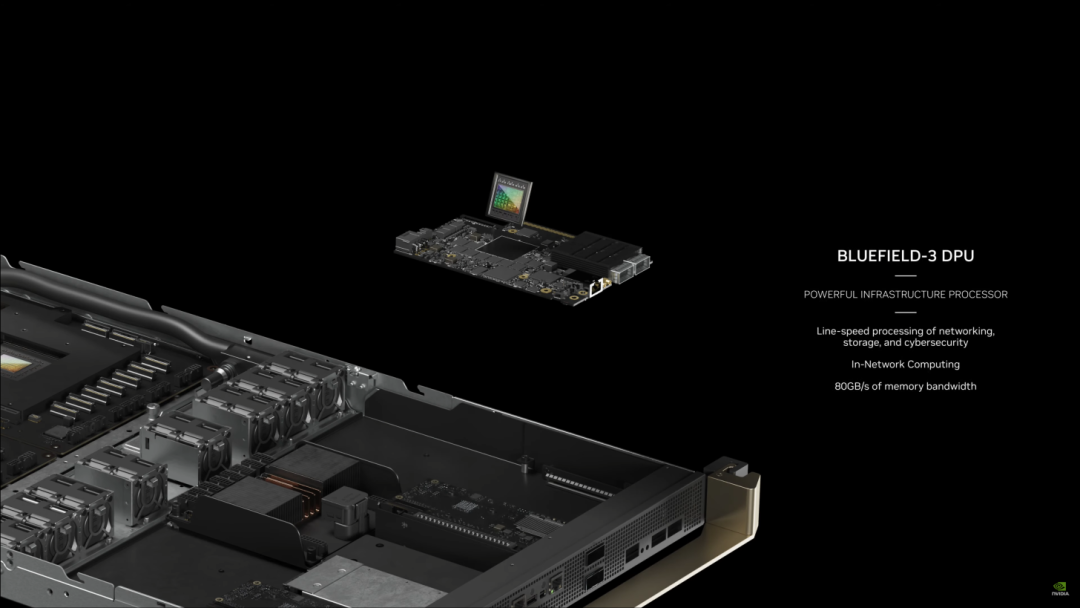 BLUEFIELD-3 DPU
POWERFUL INFRASTRUCTURE PROCESSOR
Line-speed processing of networking,
storage, and cybersecurity
In-Network Computing
80GB/s of memory bandwidth
NVIDIA